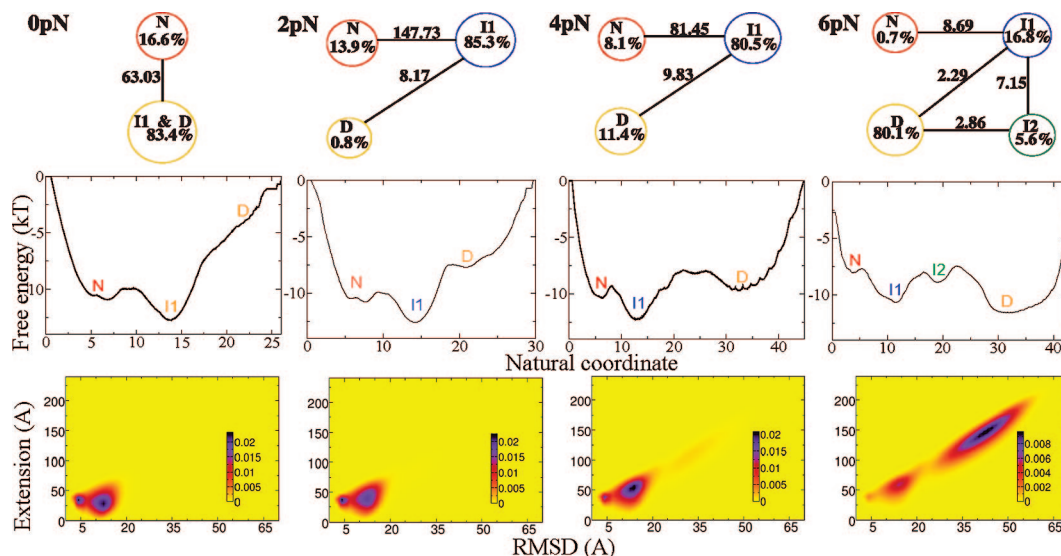 0pN
N
16.6%
63.03
I1 & D
83.4%
2pN
N
13.9%
147.73
I1
85.3%
8.17
D
0.8%
4pN
N
8.1%
81.45
I1
80.5%
9.83
D
11.4%
6pN
N
0.7%
8.69
I1
16.8%
2.29
7.15
D
80.1%
2.86
I2
5.6%
Free energy (kT)
0
-5
-10
N
I1
D
0 5 10 15 20 25
0
-5
-10
N
I1
D
0 10 20 30
0
-5
-10
N
I1
D
0 10 20 30 40
0
-5
-10
N
I1
I2
D
0 10 20 30 40
Natural coordinate
Extension (A)
200
150
100
50
0
0.02
0.015
0.01
0.005
0
5 20 35 50 65
200
150
100
50
0
0.02
0.015
0.01
0.005
0
5 20 35 50 65
200
150
100
50
0
0.02
0.015
0.01
0.005
0
5 20 35 50 65
200
150
100
50
0
0.008
0.006
0.004
0.002
0
5 20 35 50 65
RMSD (A)